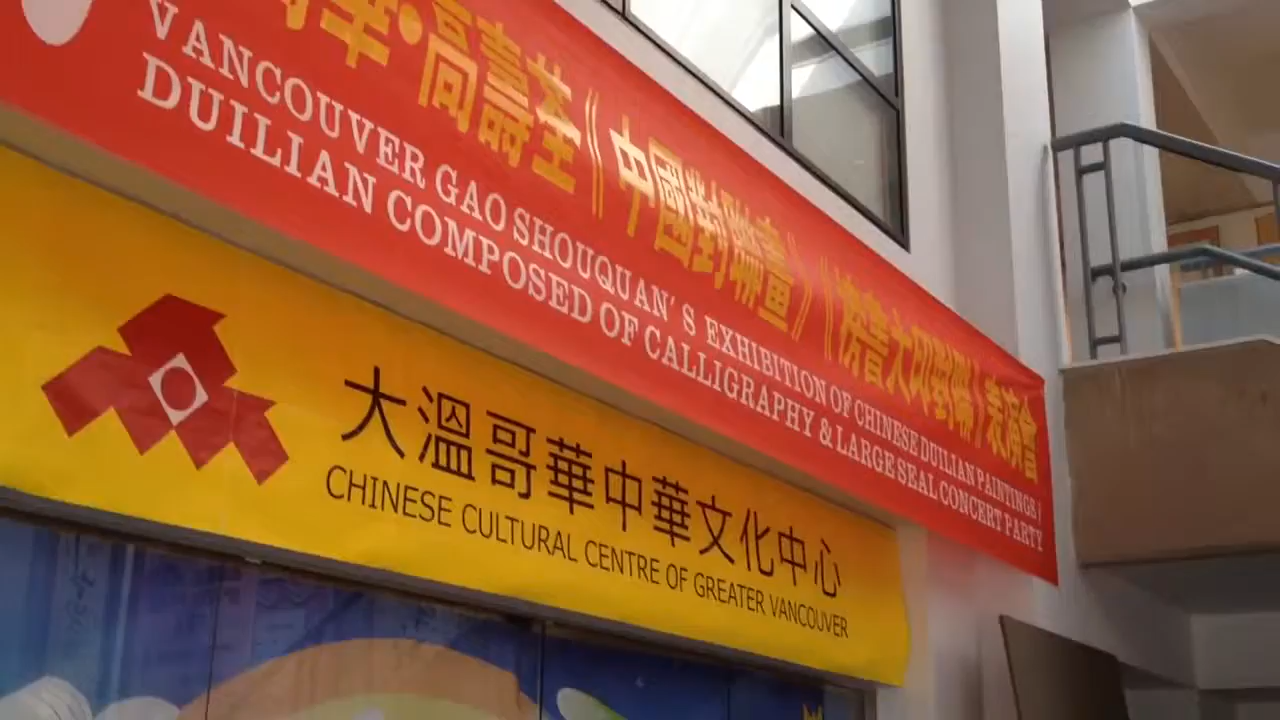 華·高壽荃《中國對聯畫》《榜書大印對聯》表演會
VANCOUVER GAO SHOUQUAN'S EXHIBITION OF CHINESE DUILIAN PAINTINGS/
DUILIAN COMPOSED OF CALLIGRAPHY & LARGE SEAL CONCERT PARTY
大溫哥華中華文化中心
CHINESE CULTURAL CENTRE OF GREATER VANCOUVER